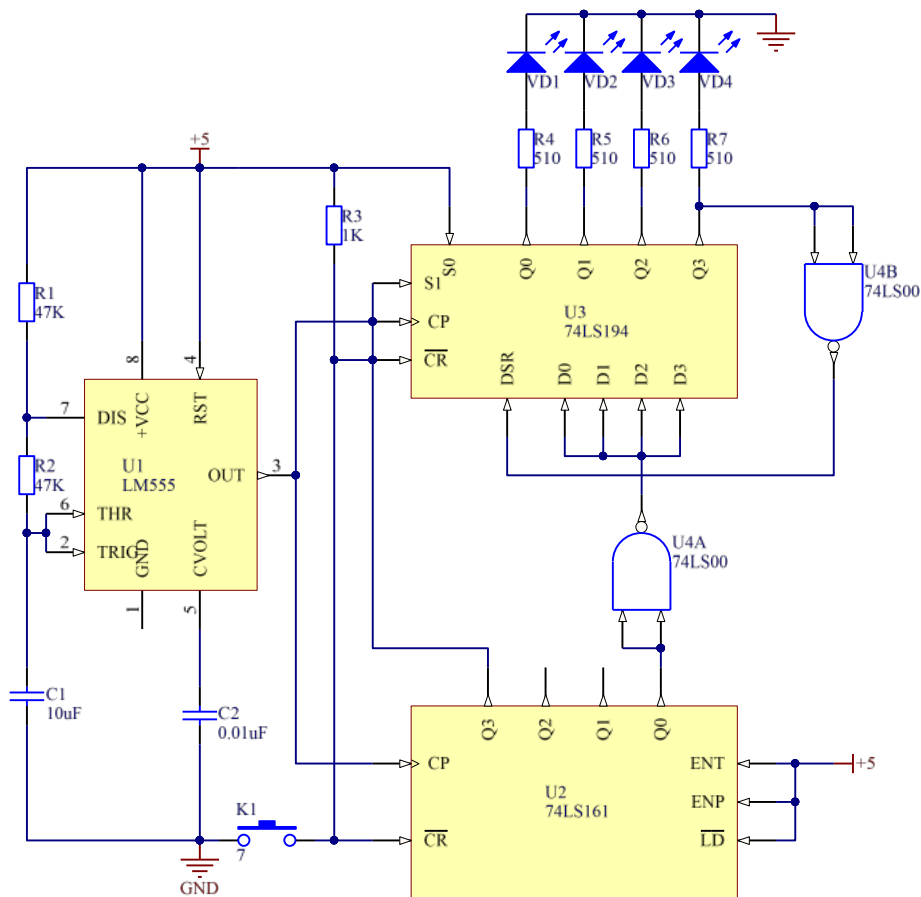 VD1 VD2 VD3 VD4
R4 R5 R6 R7
510 510 510 510
+5
R3
1K
S0 Q0 Q1 Q2 Q3
S1
CP
CR
U3
74LS194
DSR D0 D1 D2 D3
U4B
74LS00
R1
47K
8 4
+VCC RST
7 DIS
U1
LM555
OUT 3
R2
47K
6 THR
2 TRIG
GND CVOLT
1 5
U4A
74LS00
C1
10uF
C2
0.01uF
Q3 Q2 Q1 Q0
CP
CR
U2
74LS161
ENT
ENP
LD
+5
K1
7
GND